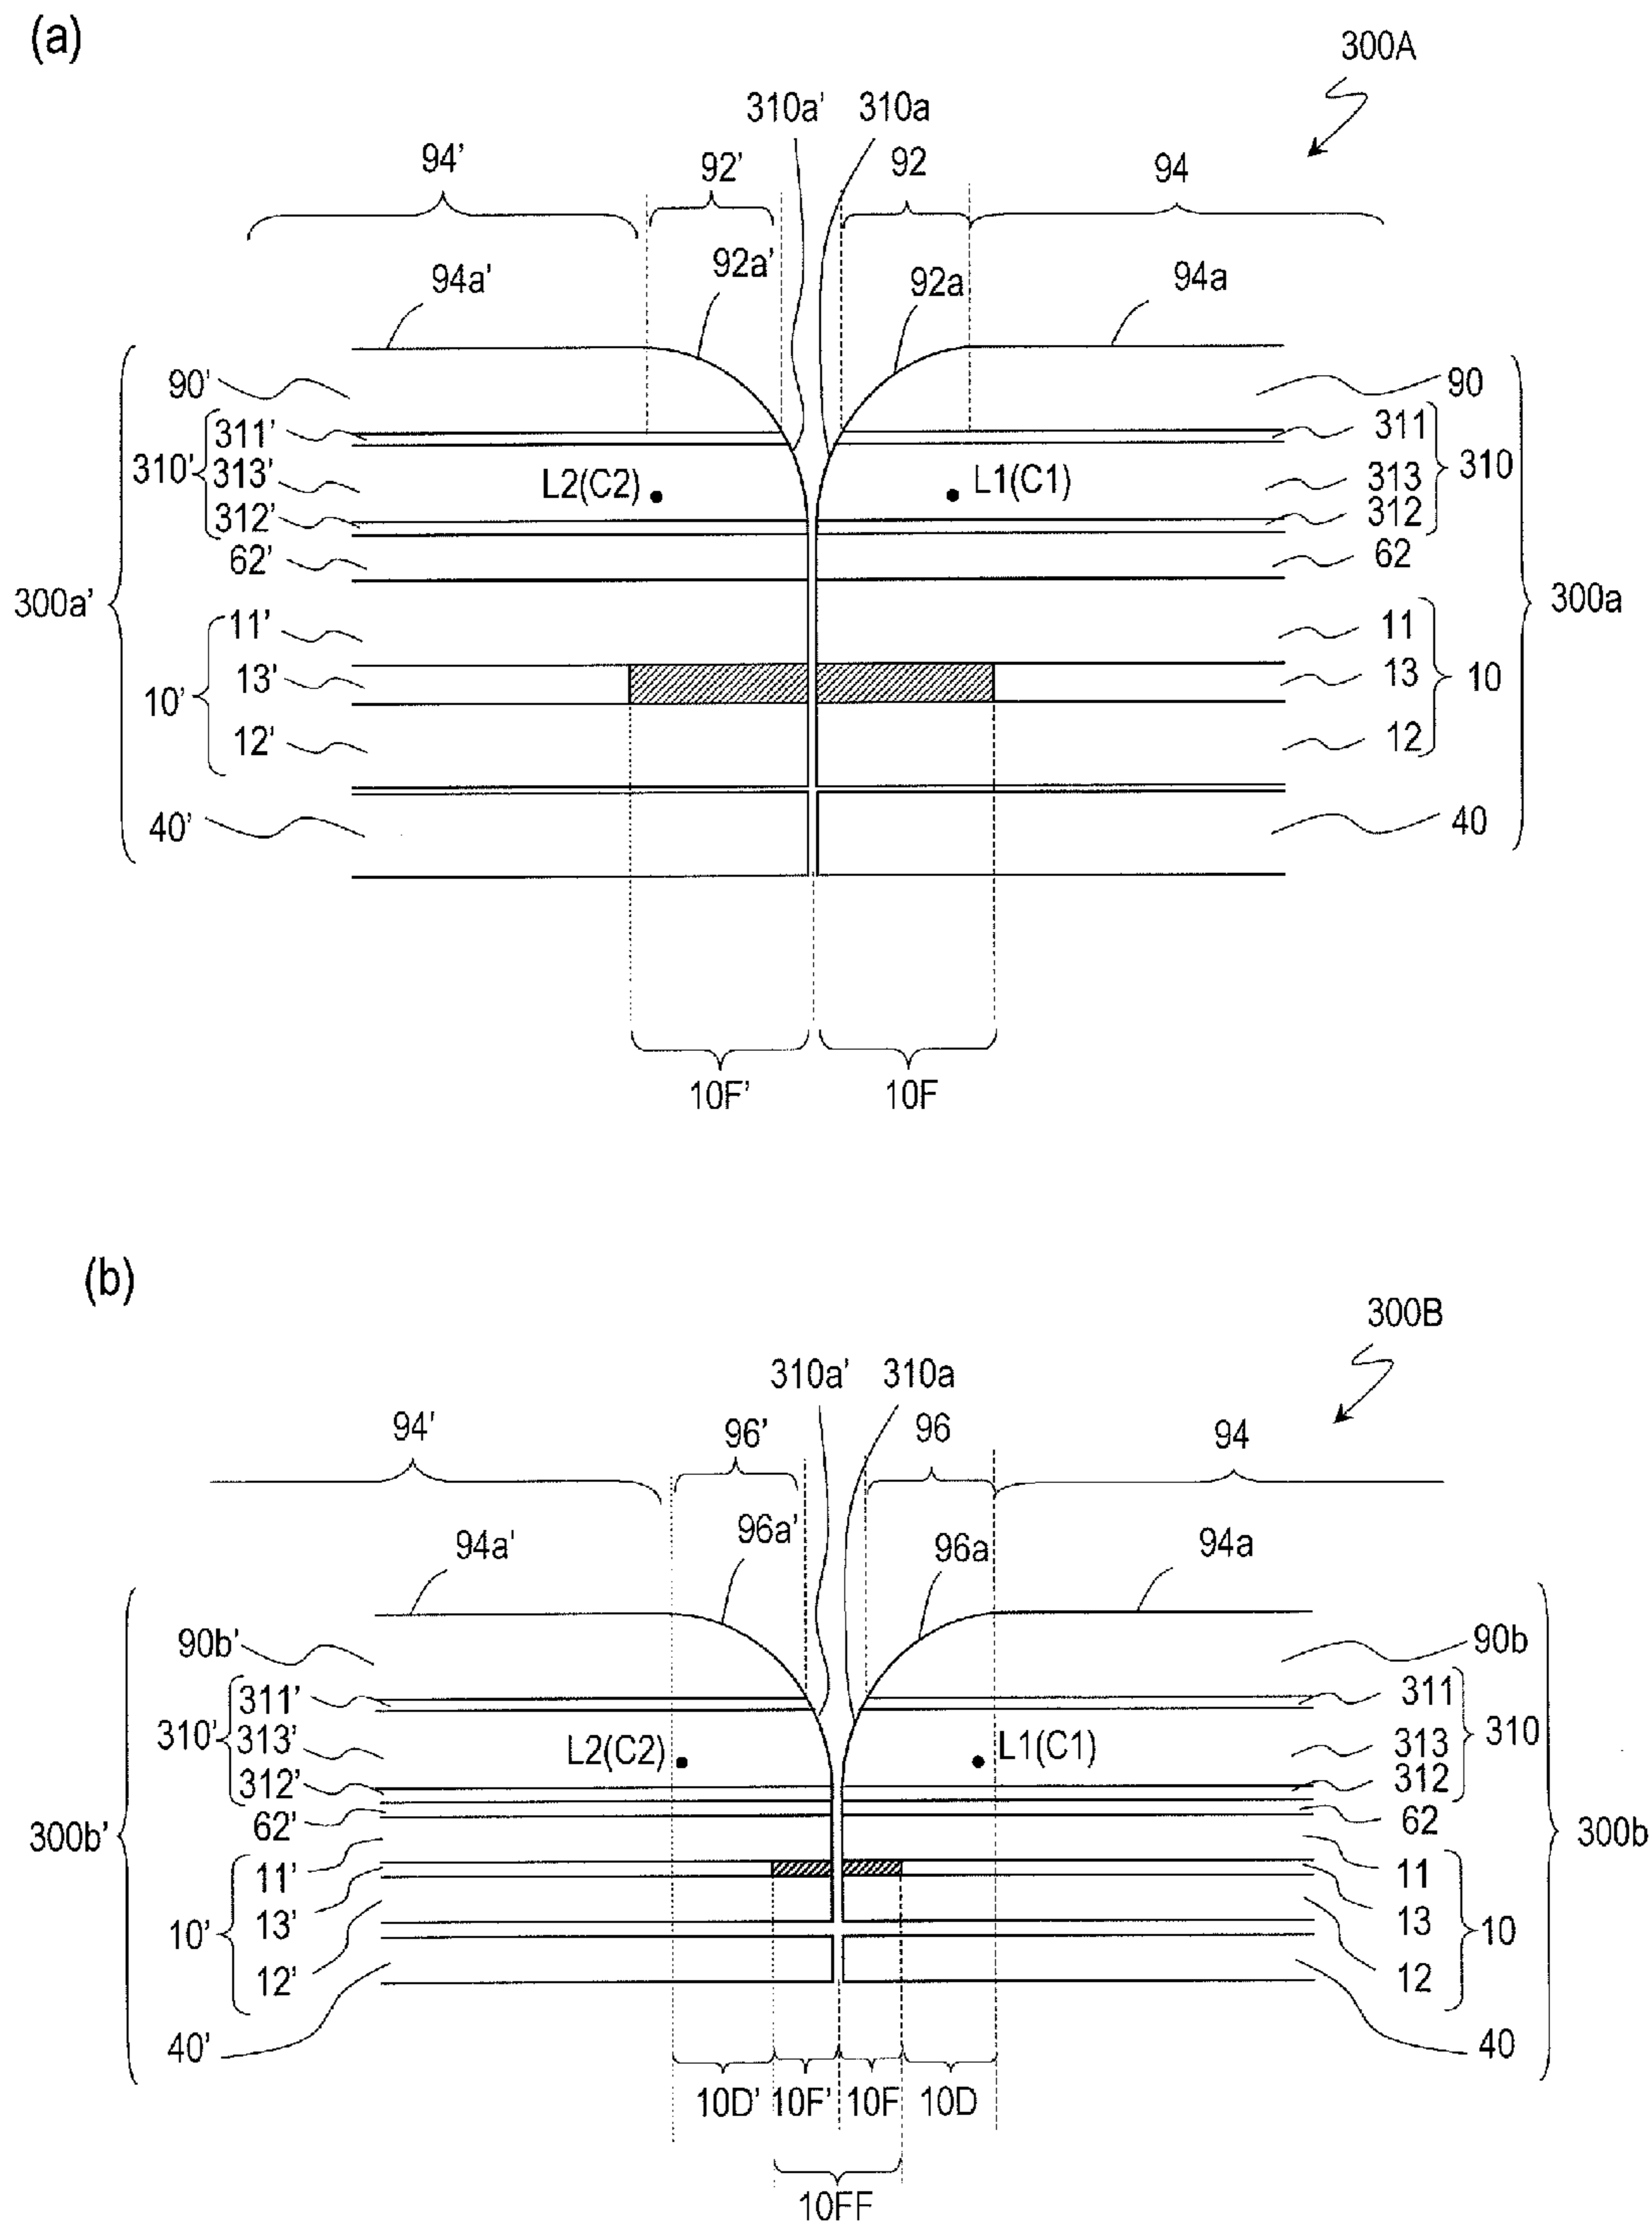 (a)
300A
310a' 310a
94' 92' 92 94
94a' 92a' 92a 94a
90' 90
311' 311
310' 313' L2(C2) L1(C1) 313 310
312' 312
62' 62
300a' 300a
11' 11
10' 13' 13 10
12' 12
40' 40
10F' 10F
(b)
300B
310a' 310a
94' 96' 96 94
94a' 96a' 96a 94a
90b' 90b
311' 311
310' 313' L2(C2) L1(C1) 313 310
312' 312
62' 62
300b' 300b
11' 11
10' 13' 13 10
12' 12
40' 40
10D' 10F' 10F 10D
10FF